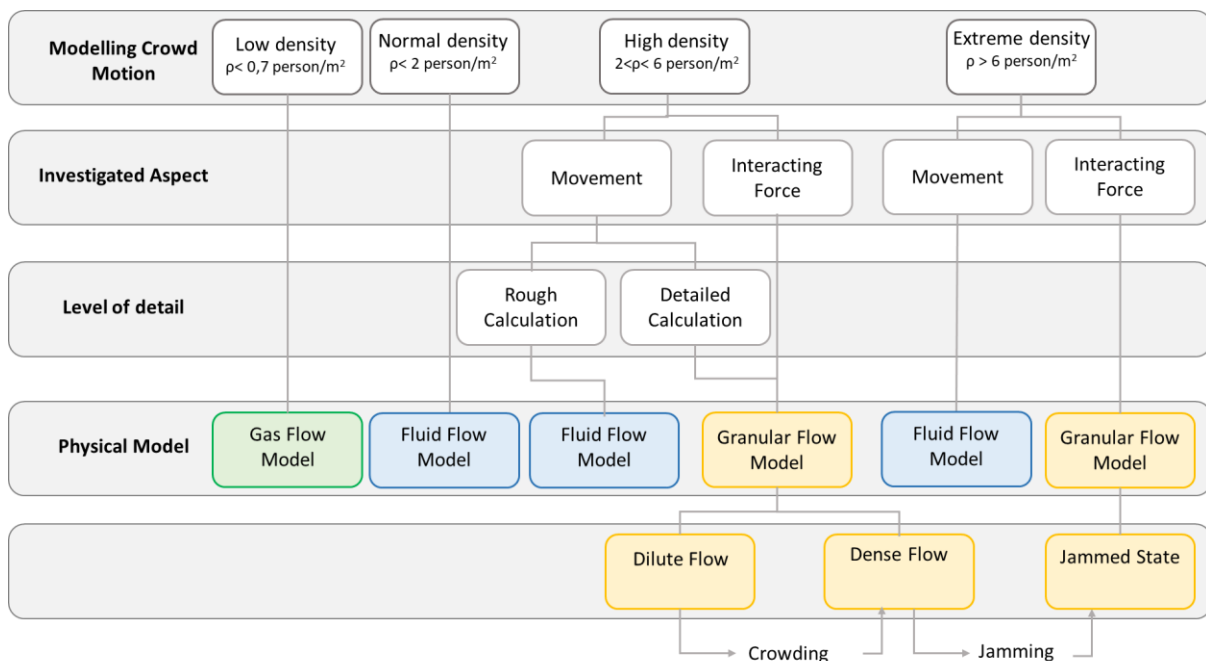 Modelling Crowd
Motion
Low density
ρ< 0,7 person/m²
Normal density
ρ< 2 person/m²
High density
2<ρ< 6 person/m²
Extreme density
ρ > 6 person/m²
Investigated Aspect
Movement
Interacting
Force
Movement
Interacting
Force
Level of detail
Rough
Calculation
Detailed
Calculation
Physical Model
Gas Flow
Model
Fluid Flow
Model
Fluid Flow
Model
Granular Flow
Model
Fluid Flow
Model
Granular Flow
Model
Dilute Flow
Dense Flow
Jammed State
Crowding
Jamming